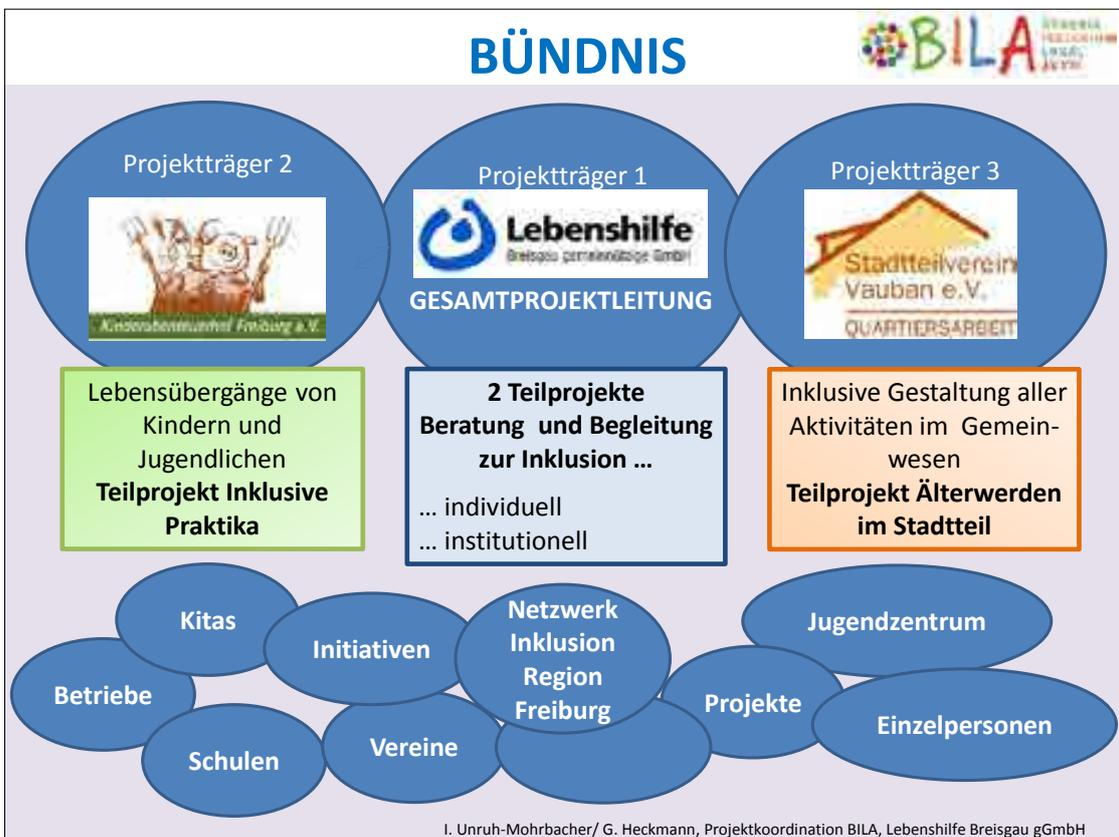 BÜNDNIS
BILA
Projektträger 2
Kinderabenteuerhof Freiburg e.V.
Projektträger 1
Lebenshilfe
Breisgau gemeinnützige GmbH
GESAMTPROJEKTLEITUNG
Projektträger 3
Stadtteilverein
Vauban e.V.
QUARTIERSARBEIT
Lebensübergänge von
Kindern und
Jugendlichen
Teilprojekt Inklusive
Praktika
2 Teilprojekte
Beratung und Begleitung
zur Inklusion ...
... individuell
... institutionell
Inklusive Gestaltung aller
Aktivitäten im Gemein-
wesen
Teilprojekt Älterwerden
im Stadtteil
Kitas
Initiativen
Netzwerk
Inklusion
Region
Freiburg
Jugendzentrum
Betriebe
Schulen
Vereine
Projekte
Einzelpersonen
I. Unruh-Mohrbacher/ G. Heckmann, Projektkoordination BILA, Lebenshilfe Breisgau gGmbH